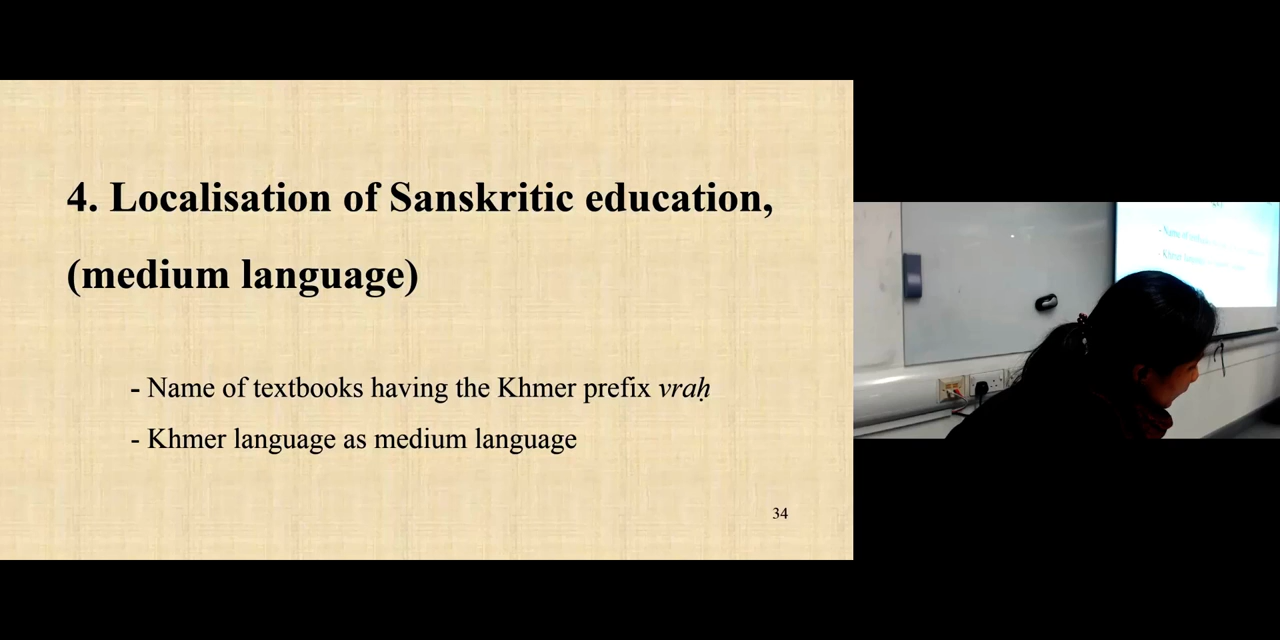 4. Localisation of Sanskritic education,
(medium language)
- Name of textbooks having the Khmer prefix vraḥ
- Khmer language as medium language
34